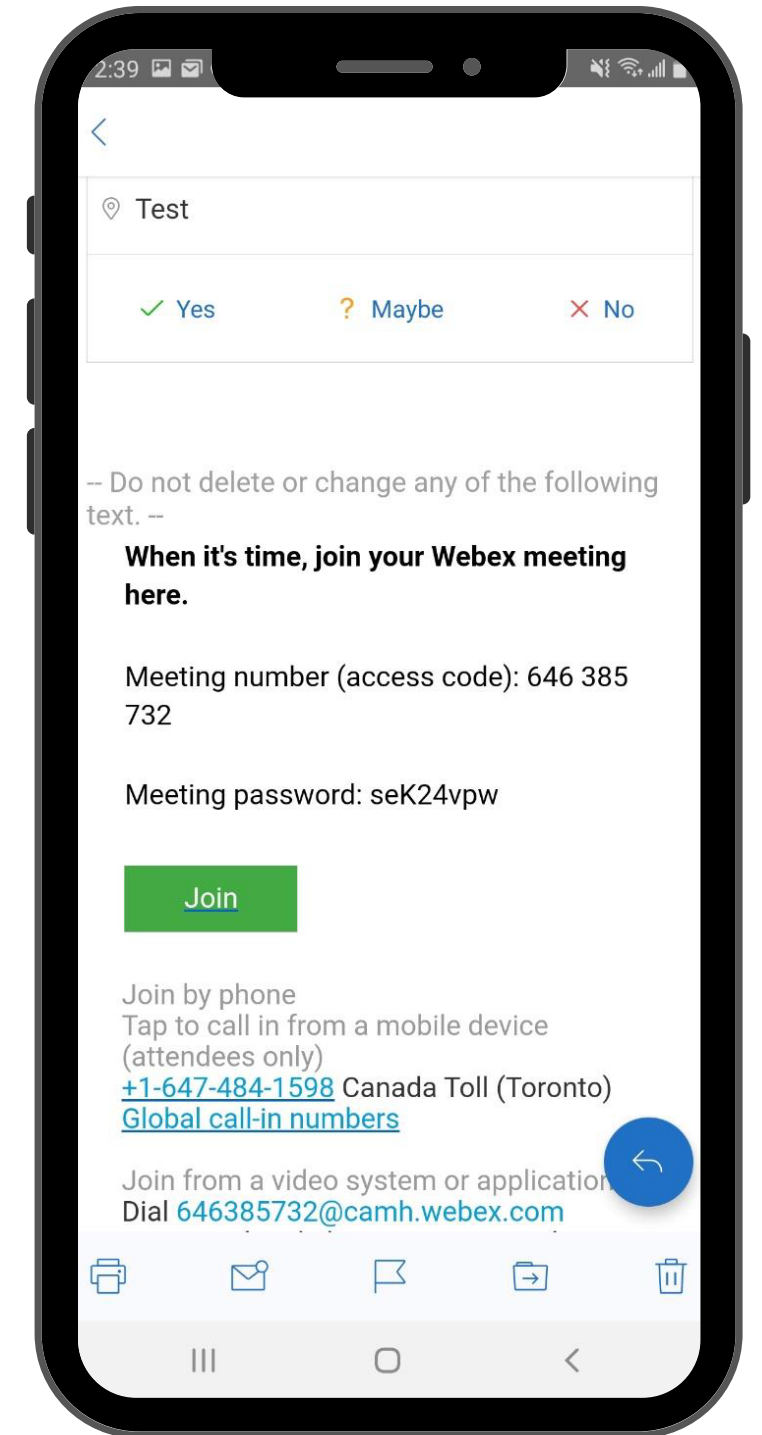 2:39
Test
Yes
? Maybe
No
-- Do not delete or change any of the following
text. --
When it's time, join your Webex meeting
here.
Meeting number (access code): 646 385
732
Meeting password: seK24vpw
Join
Join by phone
Tap to call in from a mobile device
(attendees only)
+1-647-484-1598 Canada Toll (Toronto)
Global call-in numbers
Join from a video system or application
Dial 646385732@camh.webex.com